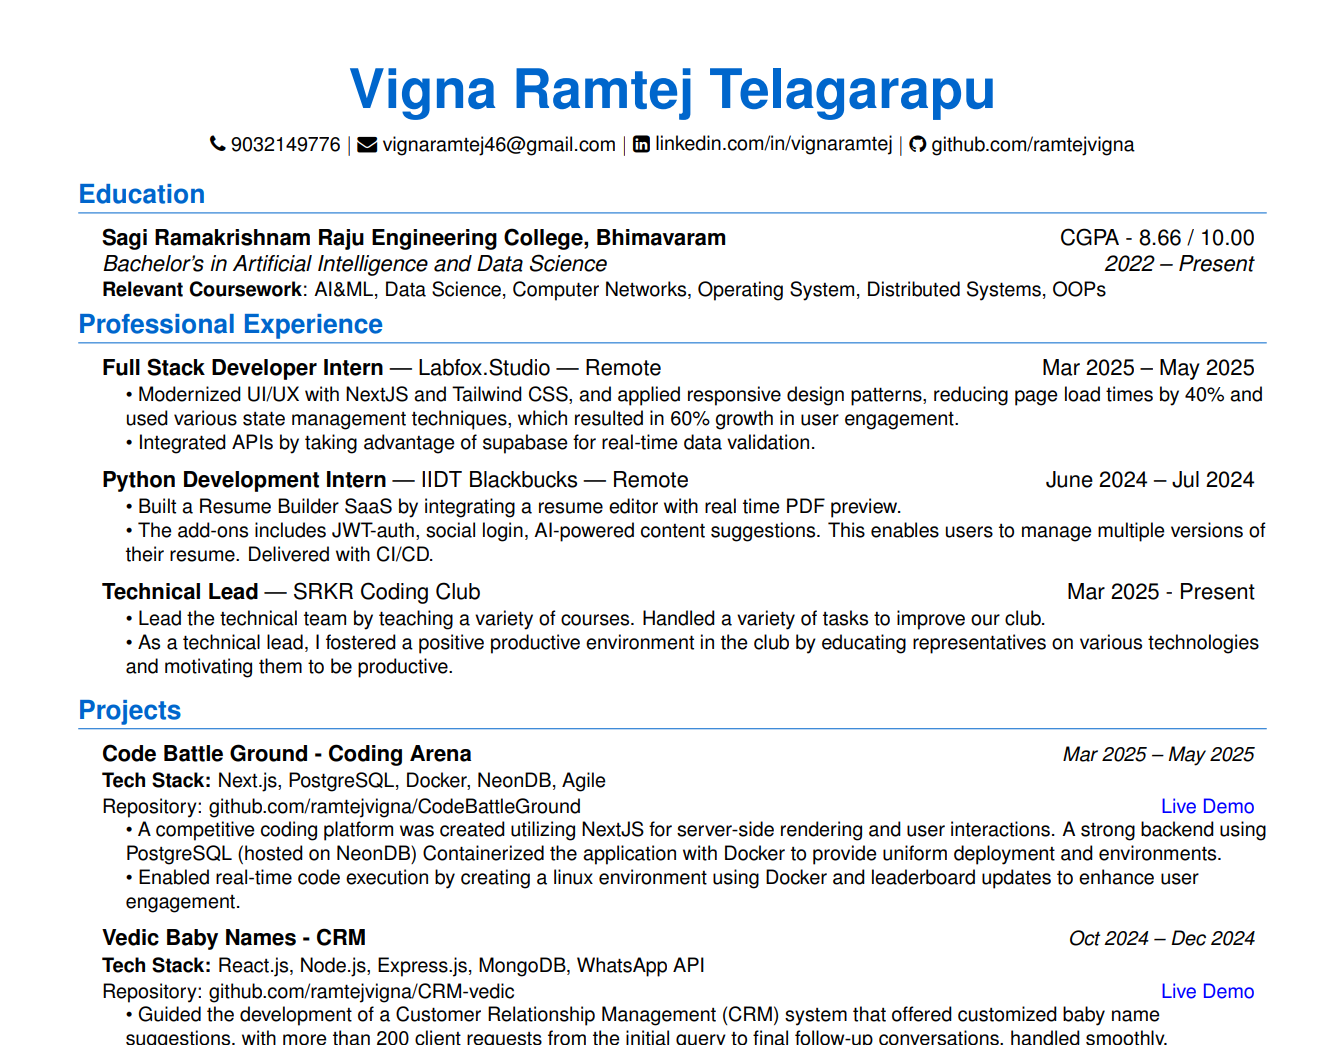 Vigna Ramtej Telagarapu
9032149776 | vignaramtej46@gmail.com | linkedin.com/in/vignaramtej | github.com/ramtejvigna
Education
Sagi Ramakrishnam Raju Engineering College, Bhimavaram CGPA - 8.66 / 10.00
Bachelor's in Artificial Intelligence and Data Science 2022 – Present
Relevant Coursework: AI&ML, Data Science, Computer Networks, Operating System, Distributed Systems, OOPs
Professional Experience
Full Stack Developer Intern — Labfox.Studio — Remote Mar 2025 – May 2025
• Modernized UI/UX with NextJS and Tailwind CSS, and applied responsive design patterns, reducing page load times by 40% and
used various state management techniques, which resulted in 60% growth in user engagement.
• Integrated APIs by taking advantage of supabase for real-time data validation.
Python Development Intern — IIDT Blackbucks — Remote June 2024 – Jul 2024
• Built a Resume Builder SaaS by integrating a resume editor with real time PDF preview.
• The add-ons includes JWT-auth, social login, AI-powered content suggestions. This enables users to manage multiple versions of
their resume. Delivered with CI/CD.
Technical Lead — SRKR Coding Club Mar 2025 - Present
• Lead the technical team by teaching a variety of courses. Handled a variety of tasks to improve our club.
• As a technical lead, I fostered a positive productive environment in the club by educating representatives on various technologies
and motivating them to be productive.
Projects
Code Battle Ground - Coding Arena Mar 2025 – May 2025
Tech Stack: Next.js, PostgreSQL, Docker, NeonDB, Agile
Repository: github.com/ramtejvigna/CodeBattleGround Live Demo
• A competitive coding platform was created utilizing NextJS for server-side rendering and user interactions. A strong backend using
PostgreSQL (hosted on NeonDB) Containerized the application with Docker to provide uniform deployment and environments.
• Enabled real-time code execution by creating a linux environment using Docker and leaderboard updates to enhance user
engagement.
Vedic Baby Names - CRM Oct 2024 – Dec 2024
Tech Stack: React.js, Node.js, Express.js, MongoDB, WhatsApp API
Repository: github.com/ramtejvigna/CRM-vedic Live Demo
• Guided the development of a Customer Relationship Management (CRM) system that offered customized baby name
suggestions, with more than 200 client requests from the initial query to final follow-up conversations, handled smoothly.